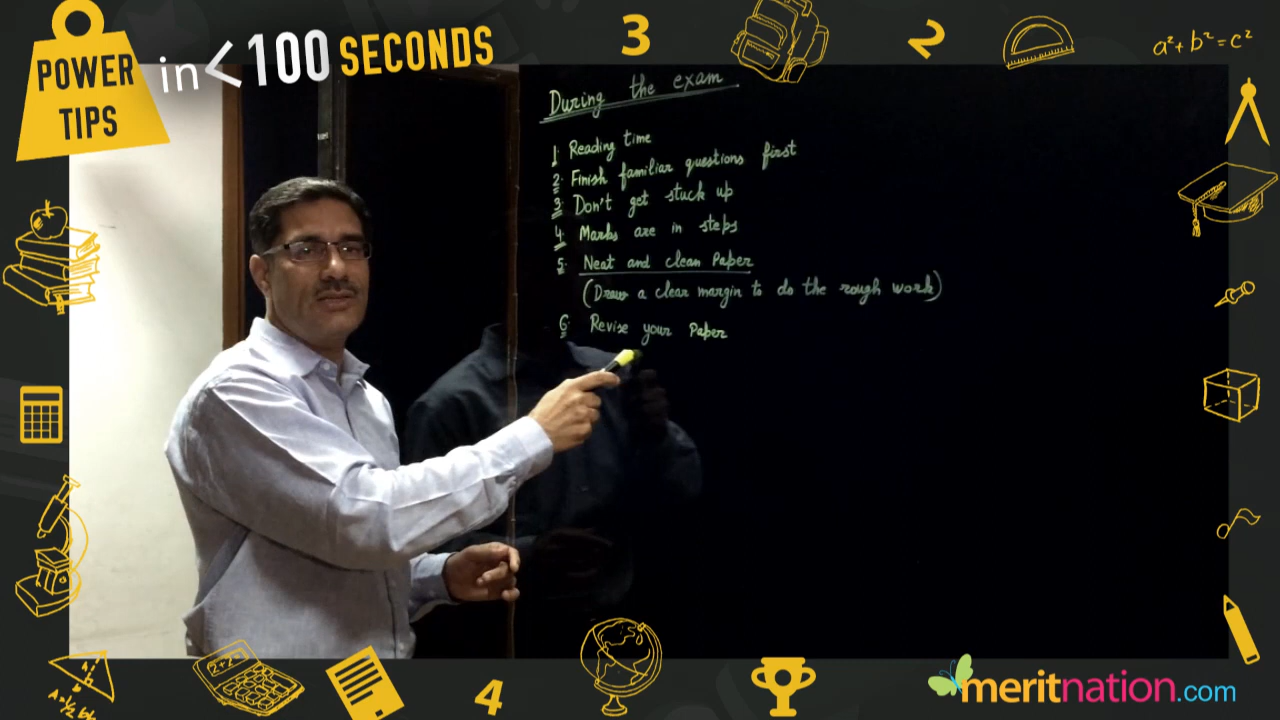 POWER
TIPS
in <100 SECONDS
3
2
a²+b²=c²
During the exam
1. Reading time
2. Finish familiar questions first
3. Don't get stuck up
4. Marks are in steps
5. Neat and clean Paper
(Draw a clear margin to do the rough work)
6. Revise your Paper
2+2=
4
meritnation.com